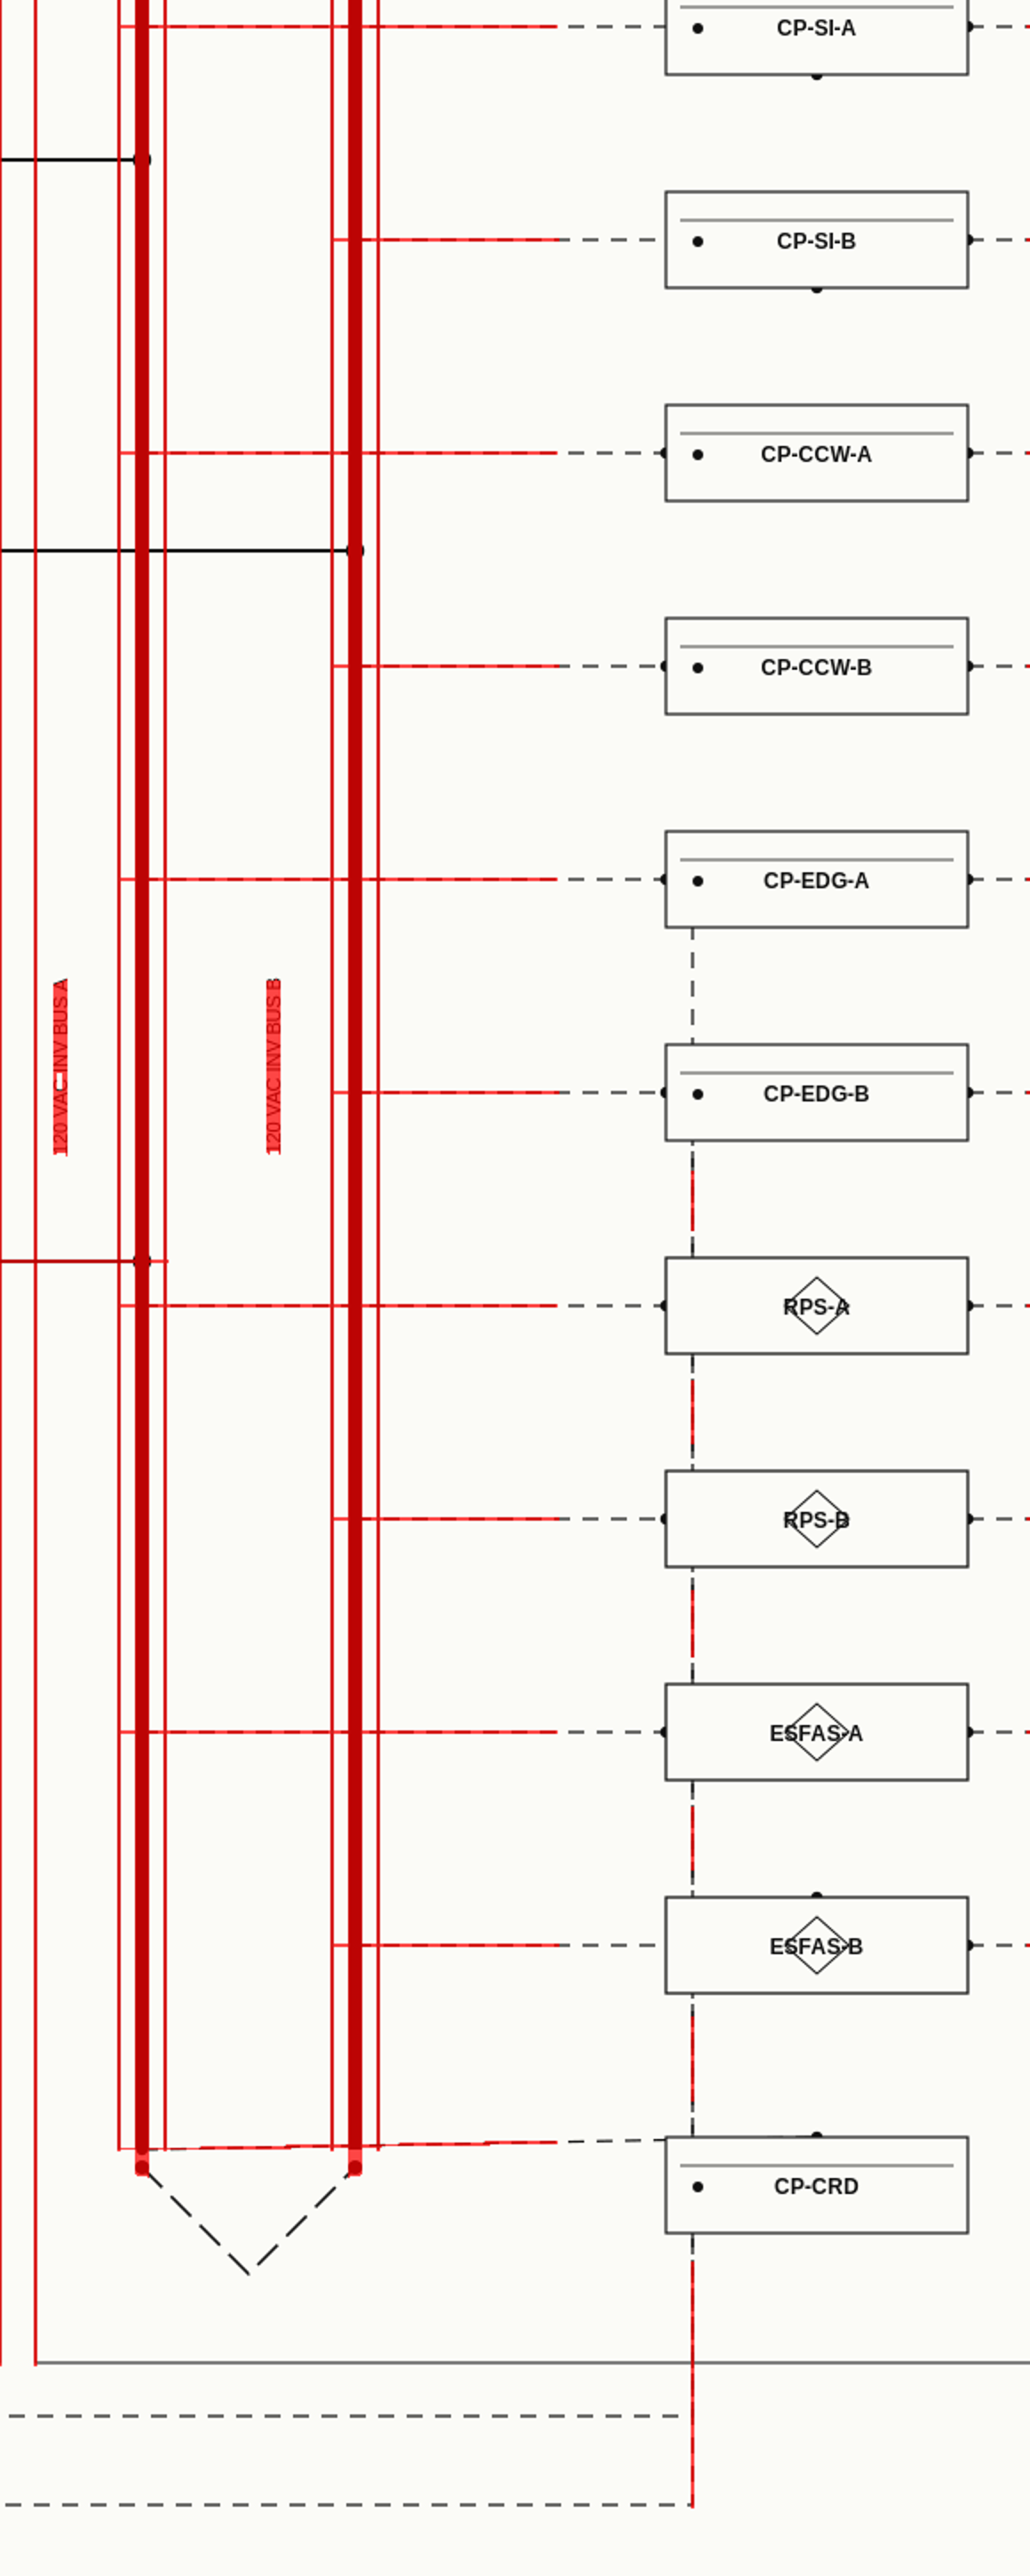 CP-SI-A
CP-SI-B
CP-CCW-A
CP-CCW-B
CP-EDG-A
120 VAC INV BUS A
120 VAC INV BUS B
CP-EDG-B
RPS-A
RPS-B
ESFAS-A
ESFAS-B
CP-CRD